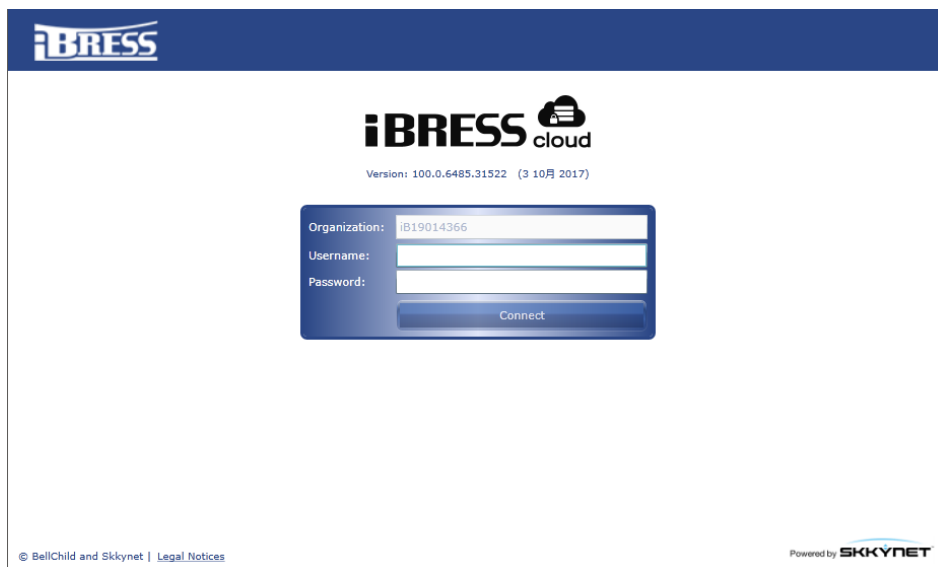 iBRESS
iBRESS cloud
Version: 100.0.6485.31522 (3 10月 2017)
Organization: iB19014366
Username:
Password:
Connect
© BellChild and Skkynet | Legal Notices
Powered by SKKYNET